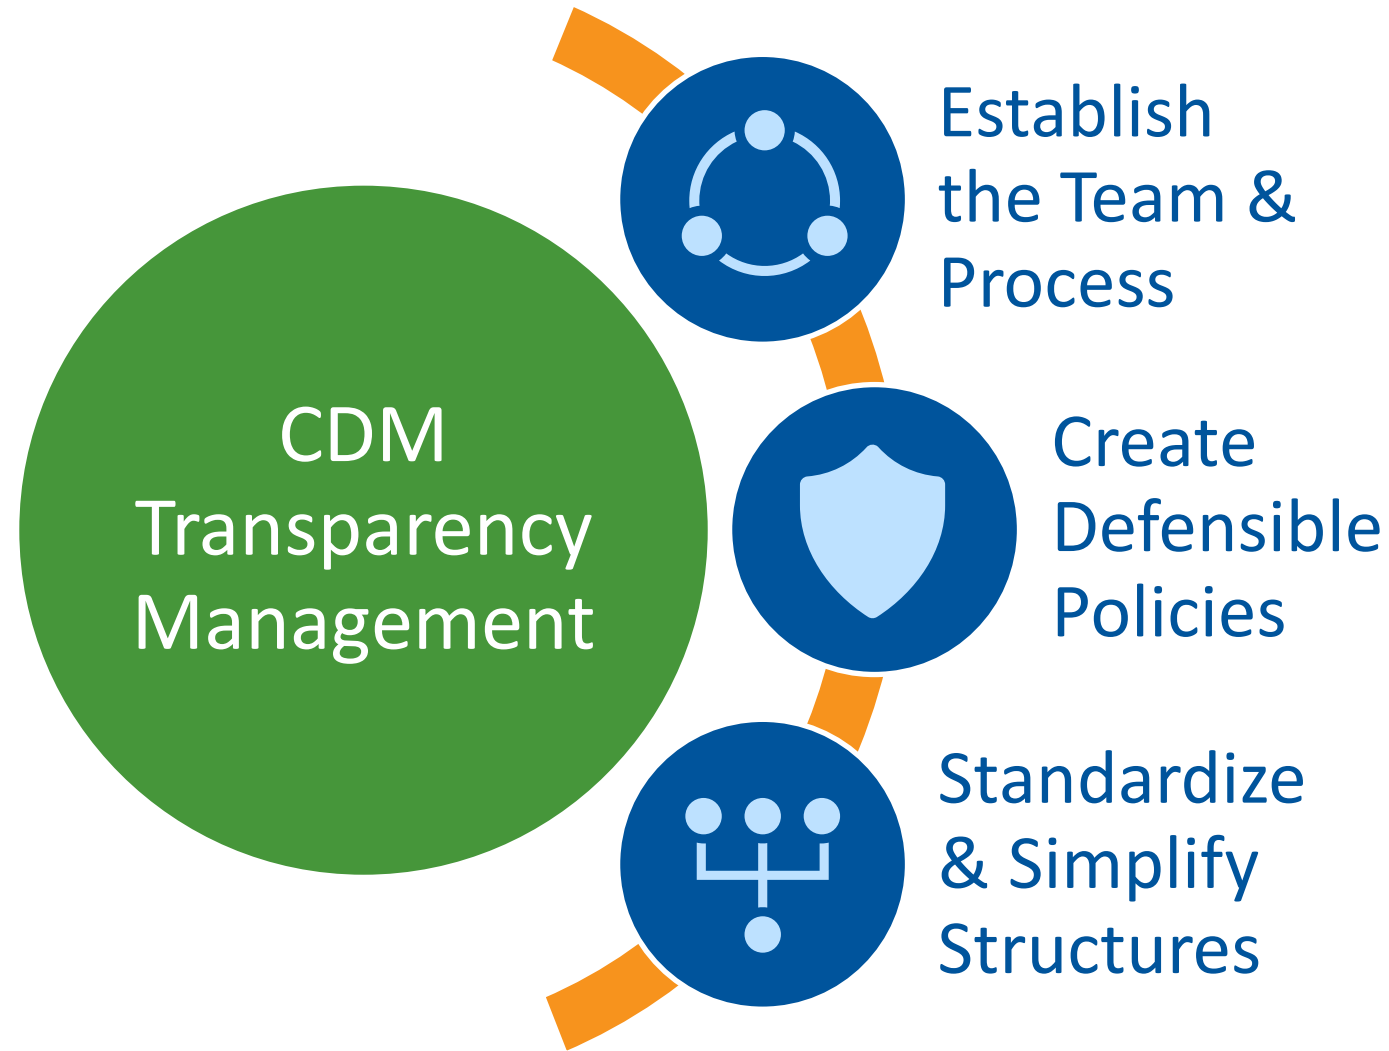 CDM
Transparency
Management
Establish
the Team &
Process
Create
Defensible
Policies
Standardize
& Simplify
Structures